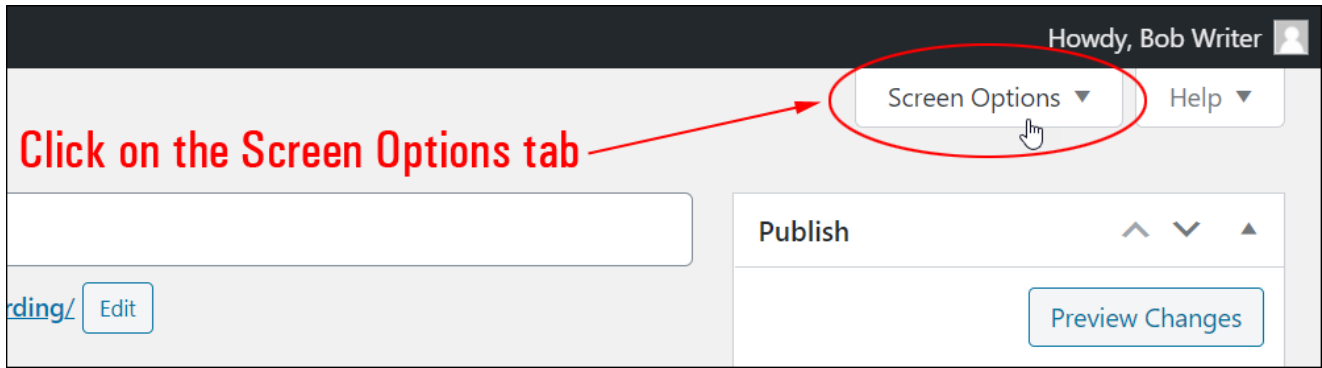 Howdy, Bob Writer
Screen Options ▼
Help ▼
Click on the Screen Options tab
Publish
rding/
Edit
Preview Changes